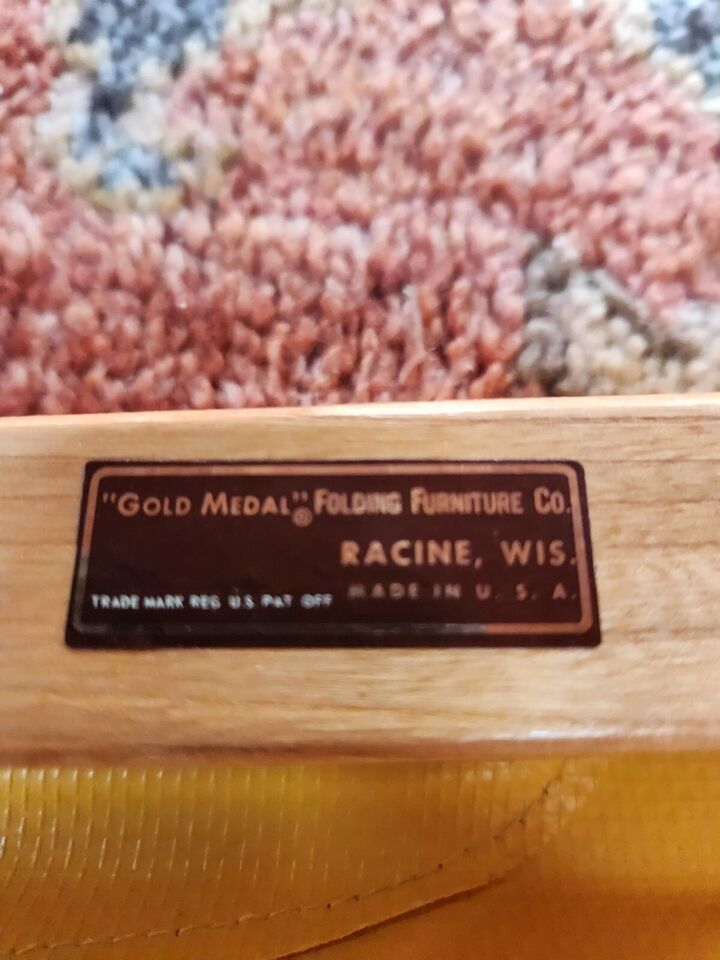 "GOLD MEDAL"® FOLDING FURNITURE CO.
RACINE, WIS.
TRADE MARK REG U.S. PAT OFF MADE IN U. S. A.